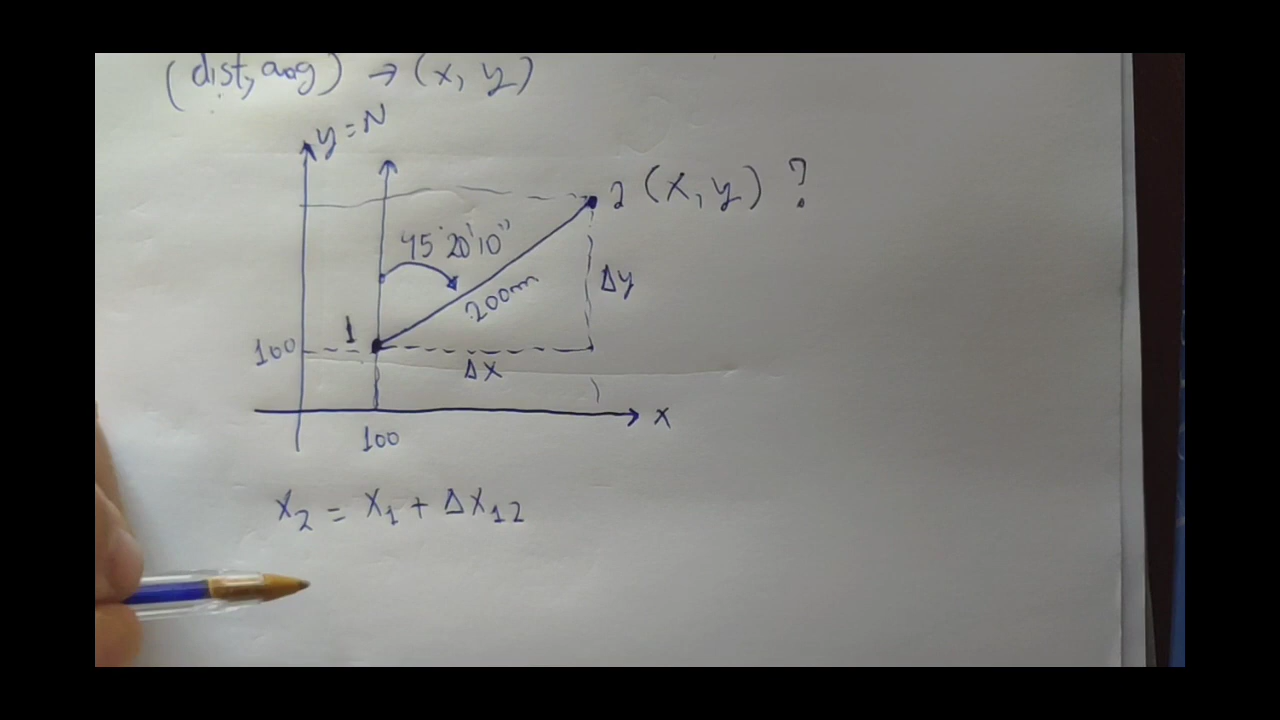 (dist, ang) → (x, y)
y=N
2 (x, y) ?
45°20'10"
Δy
200m
1
100
Δx
x
100
x₂ = x₁ + Δx₁₂